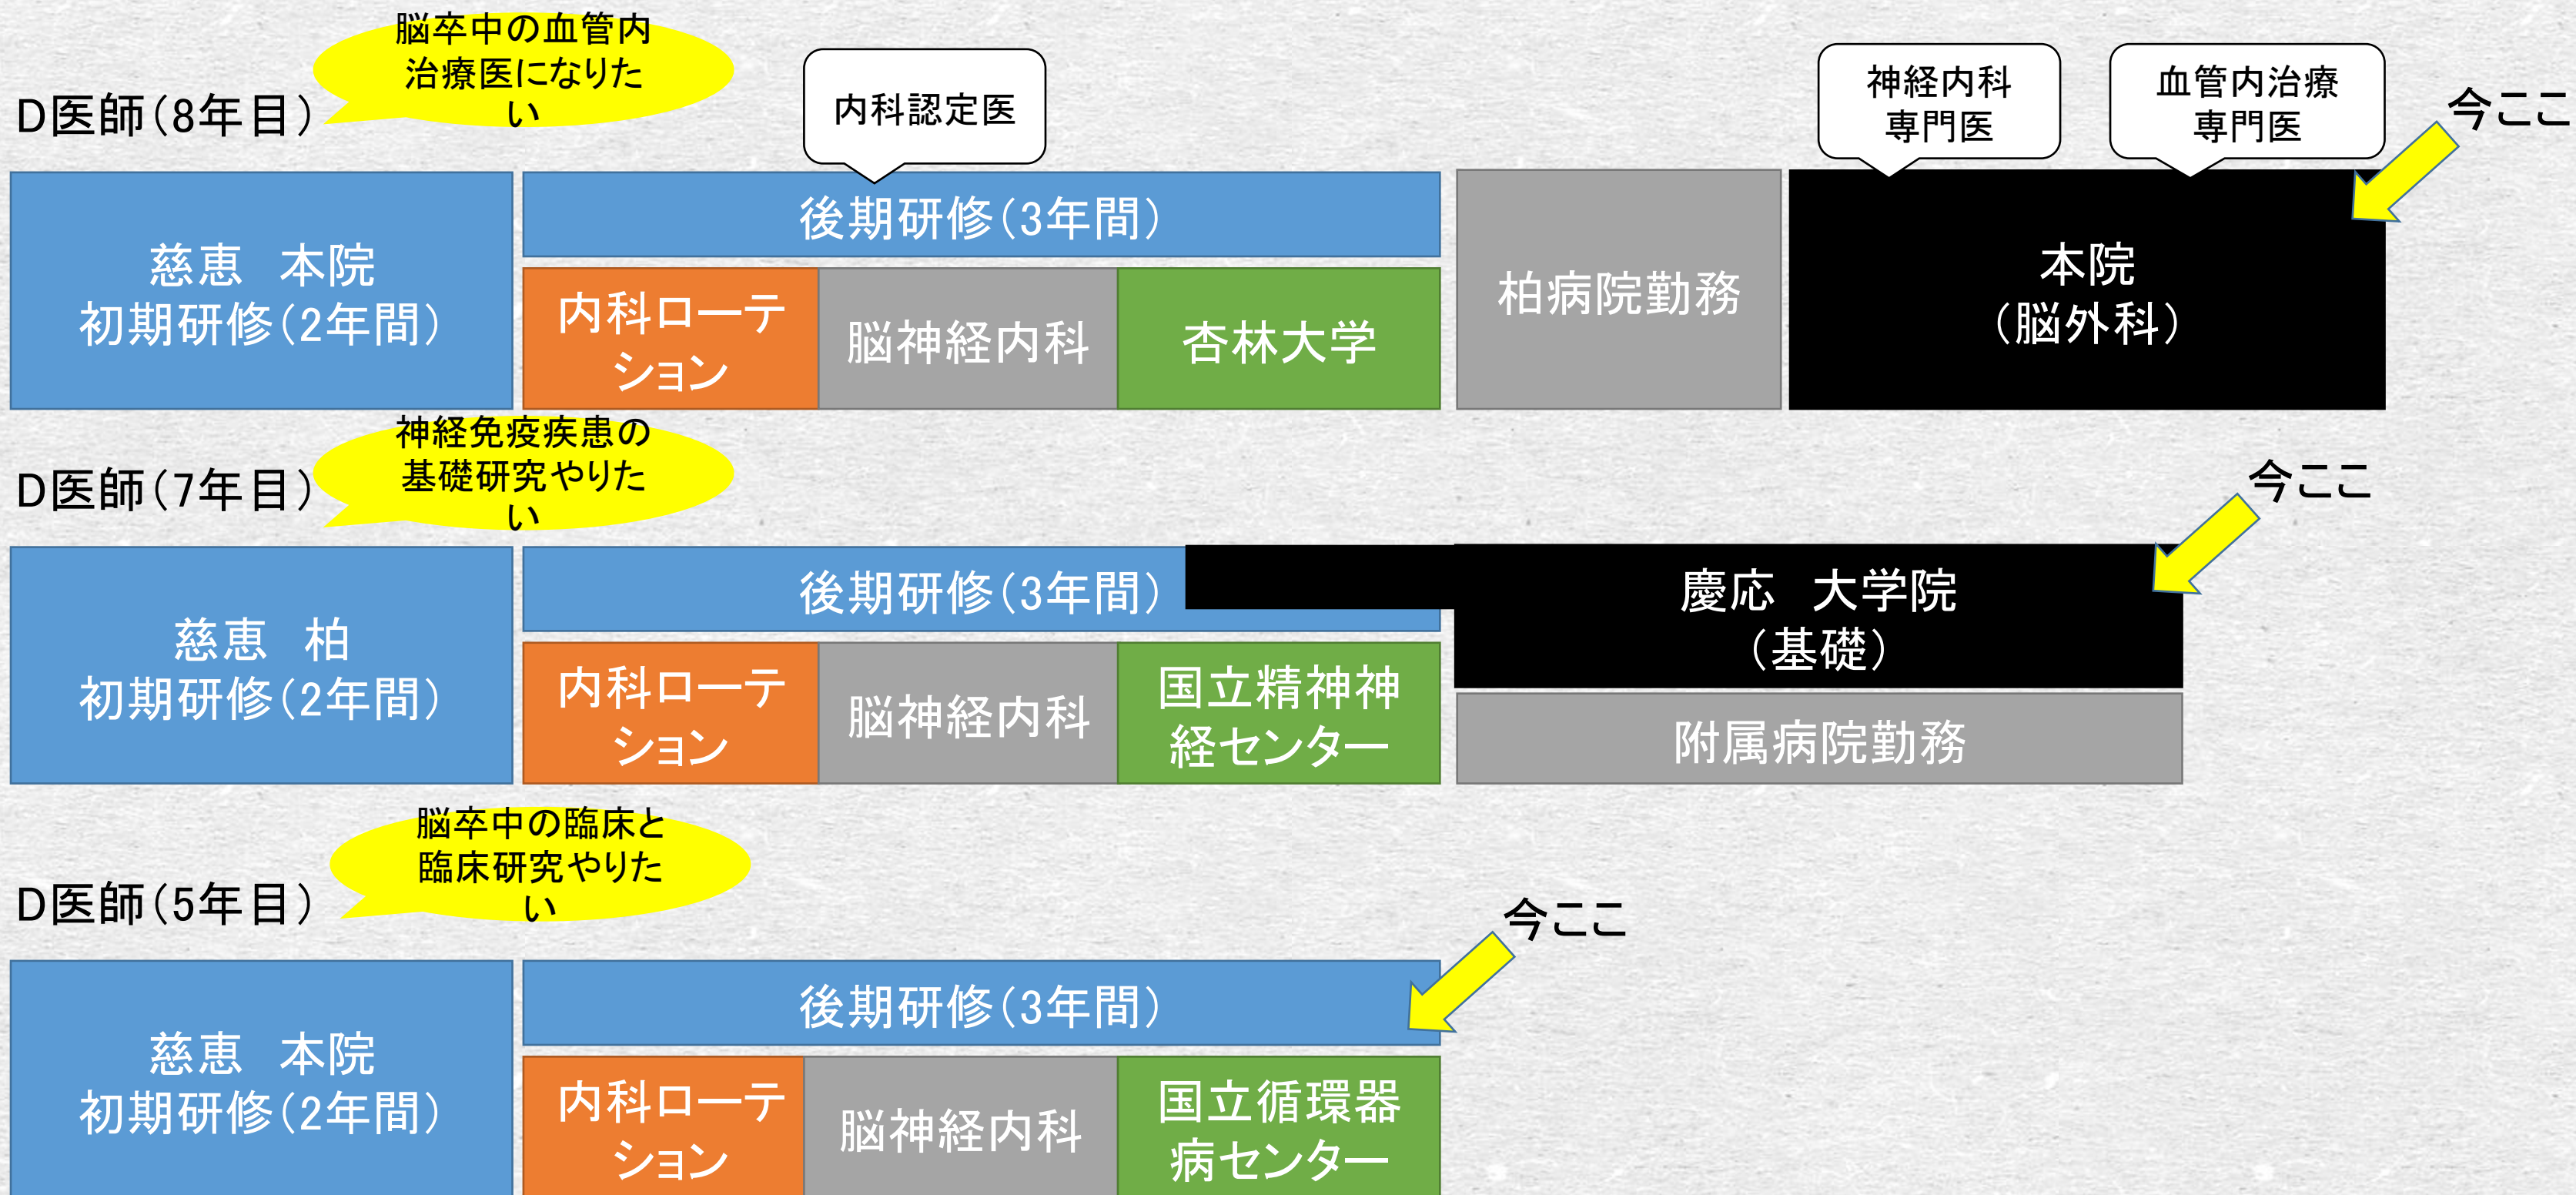 脳卒中の血管内
治療医になりた
い
D医師(8年目)
内科認定医
神経内科
専門医
血管内治療
専門医
今ここ
慈恵 本院
初期研修(2年間)
後期研修(3年間)
内科ローテ
ション
脳神経内科
杏林大学
柏病院勤務
本院
(脳外科)
神経免疫疾患の
基礎研究やりた
い
D医師(7年目)
今ここ
慈恵 柏
初期研修(2年間)
後期研修(3年間)
内科ローテ
ション
脳神経内科
国立精神神
経センター
慶応 大学院
(基礎)
附属病院勤務
脳卒中の臨床と
臨床研究やりた
い
D医師(5年目)
今ここ
慈恵 本院
初期研修(2年間)
後期研修(3年間)
内科ローテ
ション
脳神経内科
国立循環器
病センター